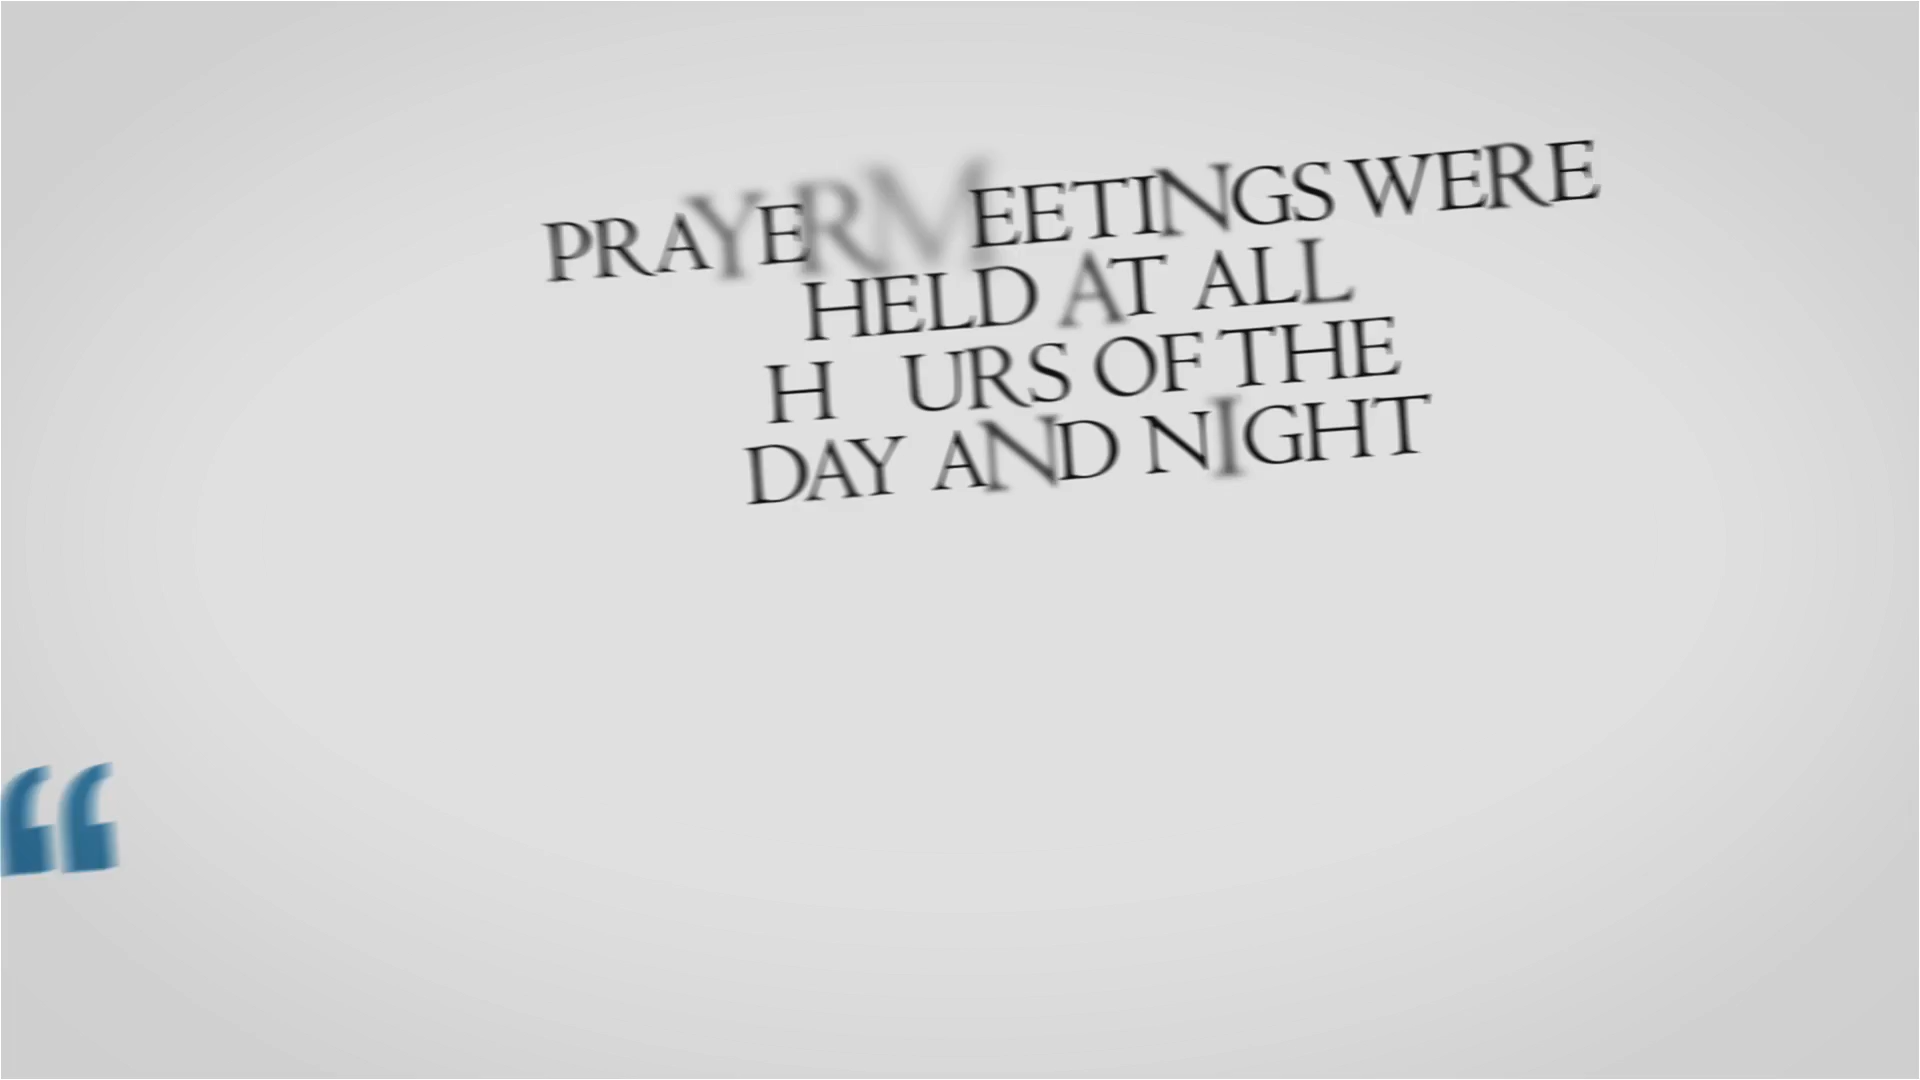 PRAYER MEETINGS WERE
HELD AT ALL
H URS OF THE
DAY AND NIGHT
“